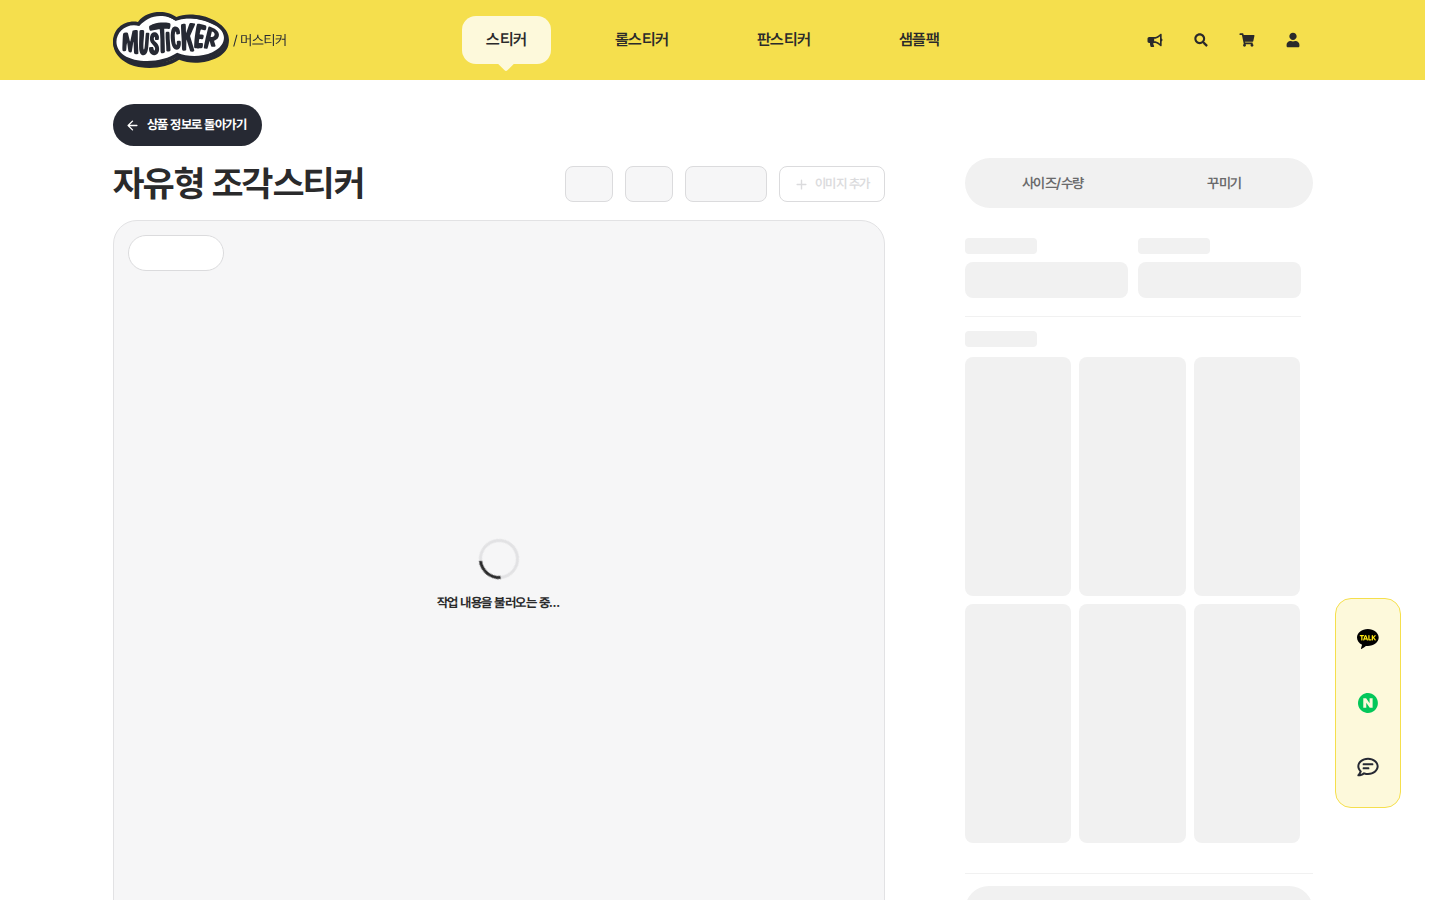 MUSTICKER / 머스티커
스티커
롤스티커
판스티커
샘플팩
상품 정보로 돌아가기
자유형 조각스티커
이미지 추가
사이즈/수량
꾸미기
작업 내용을 불러오는 중...
TALK
N